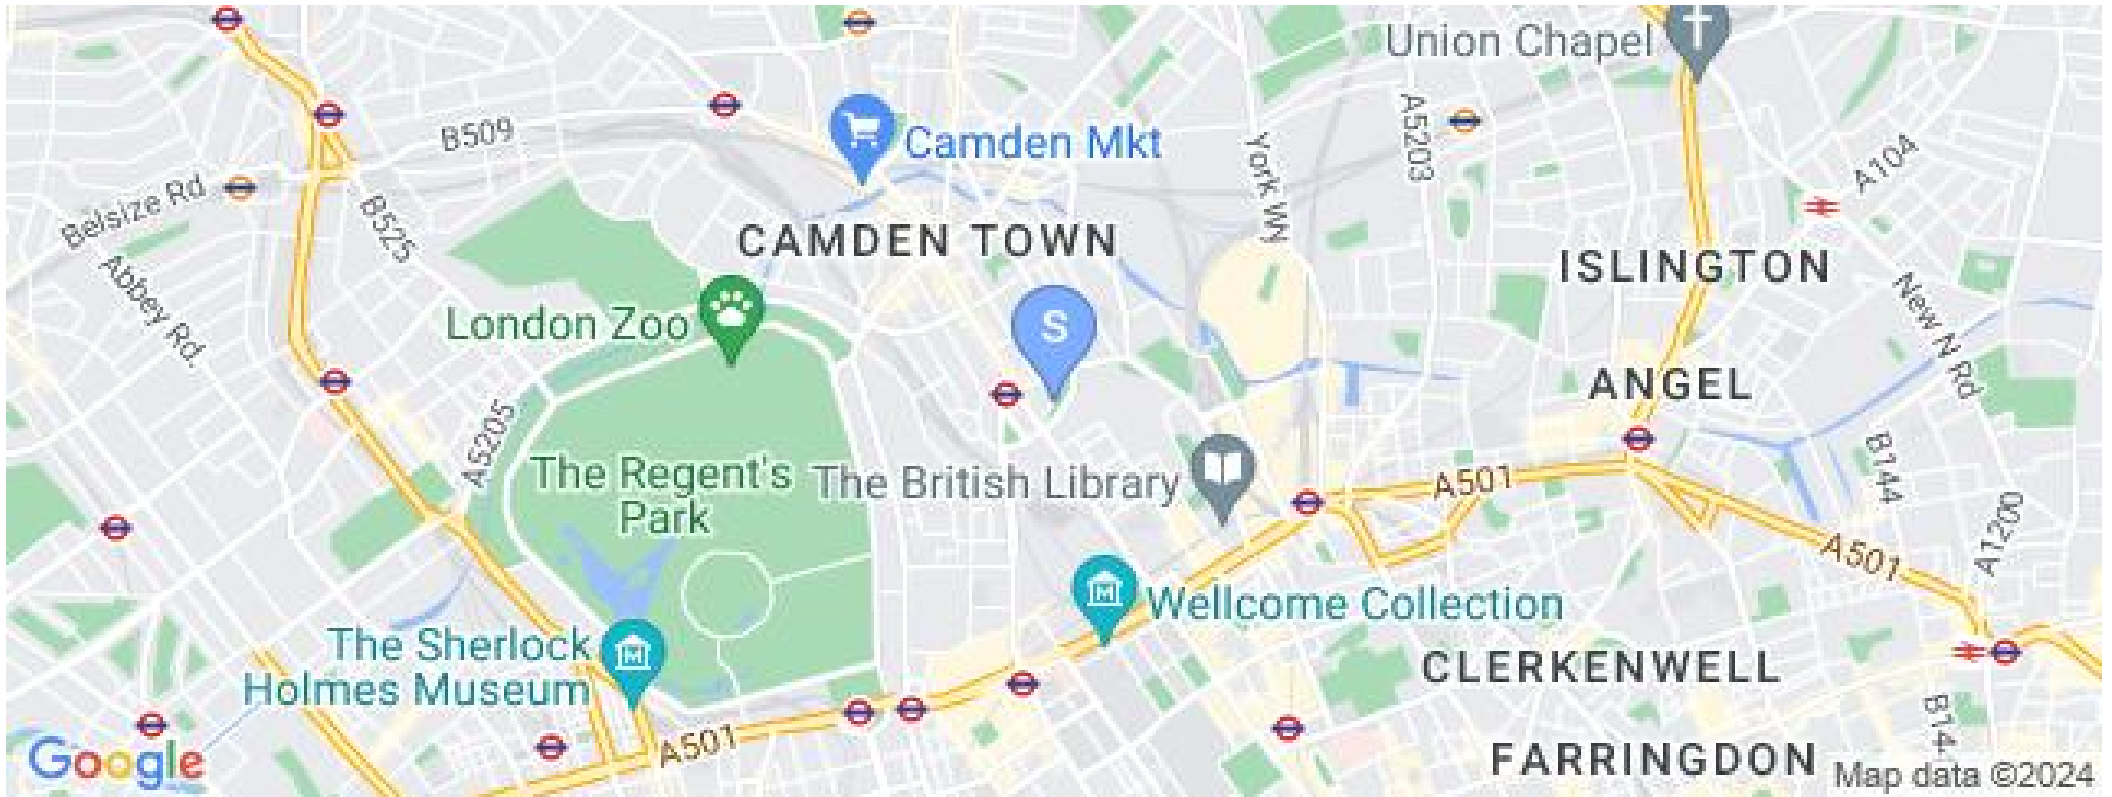 Union Chapel
B509
Camden Mkt
A5203
York Wy
A104
Belsize Rd
B525
Abbey Rd.
CAMDEN TOWN
ISLINGTON
London Zoo
S
New N Rd
ANGEL
A5205
The Regent's
Park
The British Library
A501
B144
A1200
A501
Wellcome Collection
The Sherlock
Holmes Museum
CLERKENWELL
A501
B14
FARRINGDON
Google
Map data ©2024